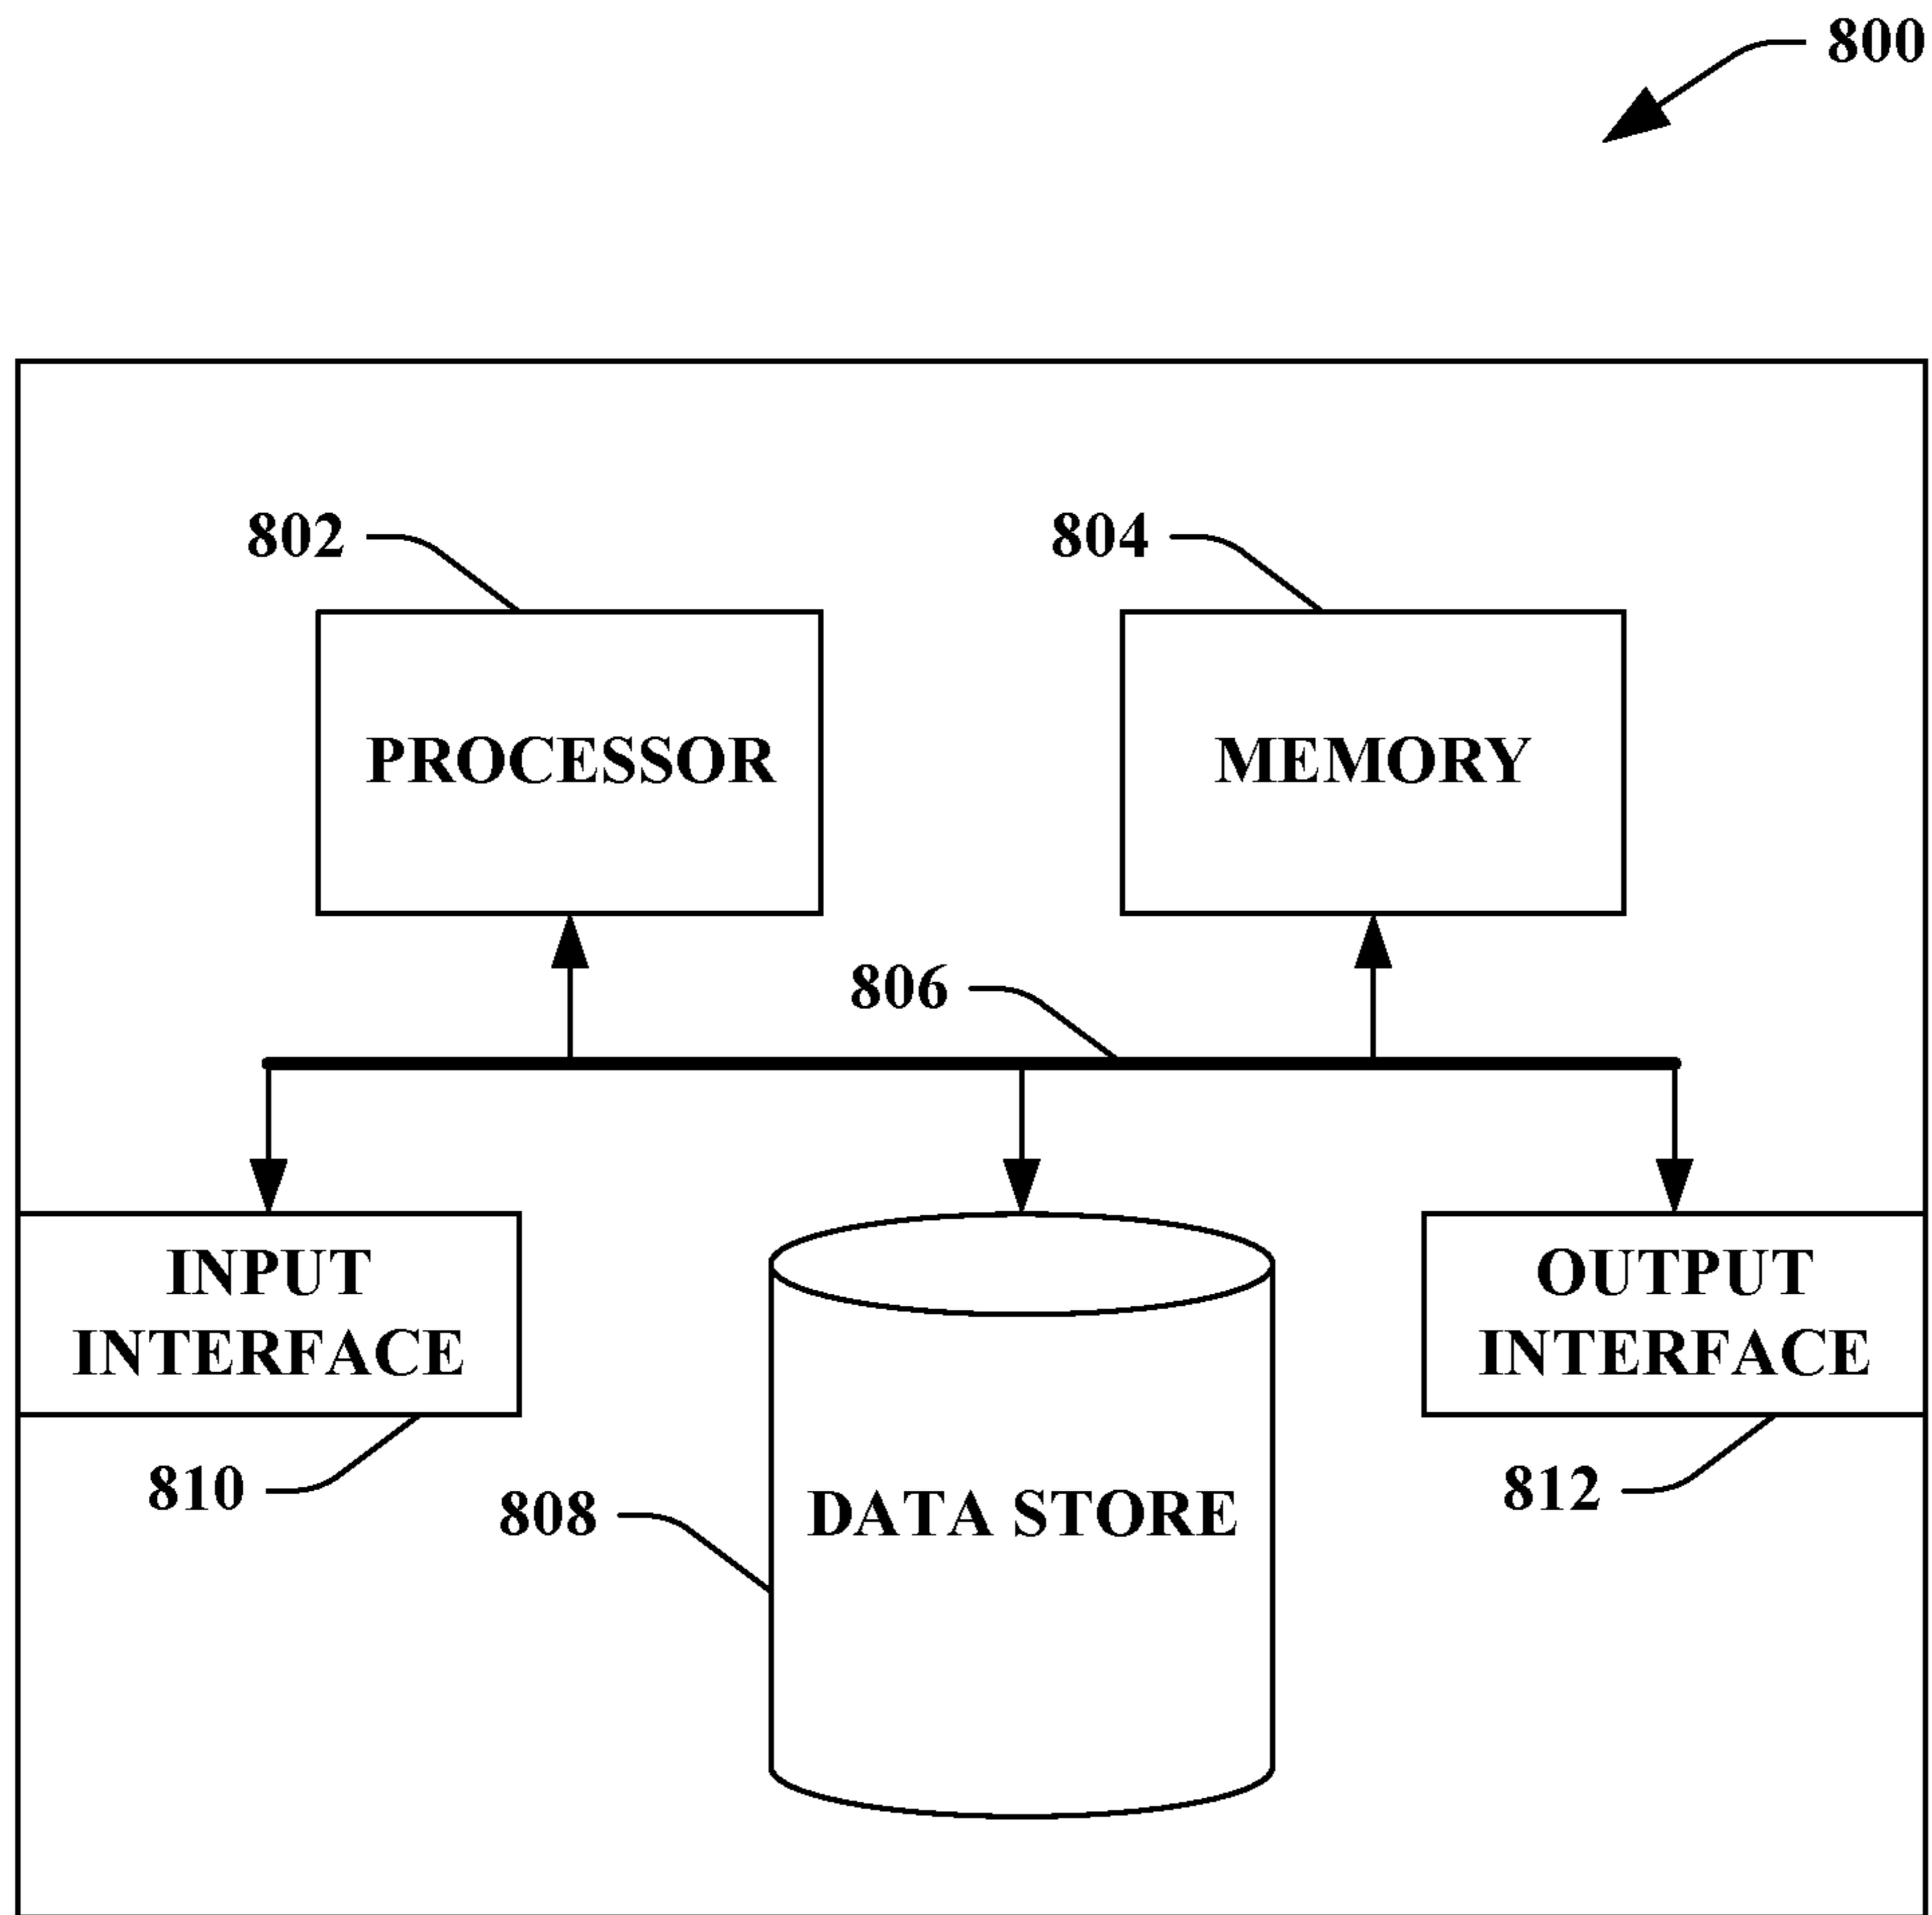 800
802
804
PROCESSOR
MEMORY
806
INPUT
INTERFACE
OUTPUT
INTERFACE
810
808
DATA STORE
812